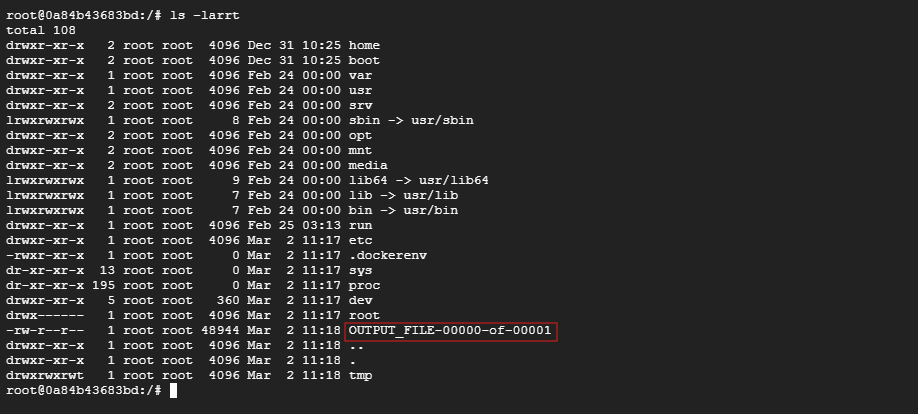 root@0a84b43683bd:/# ls -larrt
total 108
drwxr-xr-x   2 root root  4096 Dec 31 10:25 home
drwxr-xr-x   2 root root  4096 Dec 31 10:25 boot
drwxr-xr-x   1 root root  4096 Feb 24 00:00 var
drwxr-xr-x   1 root root  4096 Feb 24 00:00 usr
drwxr-xr-x   2 root root  4096 Feb 24 00:00 srv
lrwxrwxrwx   1 root root     8 Feb 24 00:00 sbin -> usr/sbin
drwxr-xr-x   2 root root  4096 Feb 24 00:00 opt
drwxr-xr-x   2 root root  4096 Feb 24 00:00 mnt
drwxr-xr-x   2 root root  4096 Feb 24 00:00 media
lrwxrwxrwx   1 root root     9 Feb 24 00:00 lib64 -> usr/lib64
lrwxrwxrwx   1 root root     7 Feb 24 00:00 lib -> usr/lib
lrwxrwxrwx   1 root root     7 Feb 24 00:00 bin -> usr/bin
drwxr-xr-x   1 root root  4096 Feb 25 03:13 run
drwxr-xr-x   1 root root  4096 Mar  2 11:17 etc
-rwxr-xr-x   1 root root     0 Mar  2 11:17 .dockerenv
dr-xr-xr-x  13 root root     0 Mar  2 11:17 sys
dr-xr-xr-x 195 root root     0 Mar  2 11:17 proc
drwxr-xr-x   5 root root   360 Mar  2 11:17 dev
drwx------   1 root root  4096 Mar  2 11:17 root
-rw-r--r--   1 root root 48944 Mar  2 11:18 OUTPUT_FILE-00000-of-00001
drwxr-xr-x   1 root root  4096 Mar  2 11:18 ..
drwxr-xr-x   1 root root  4096 Mar  2 11:18 .
drwxrwxrwt   1 root root  4096 Mar  2 11:18 tmp
root@0a84b43683bd:/#